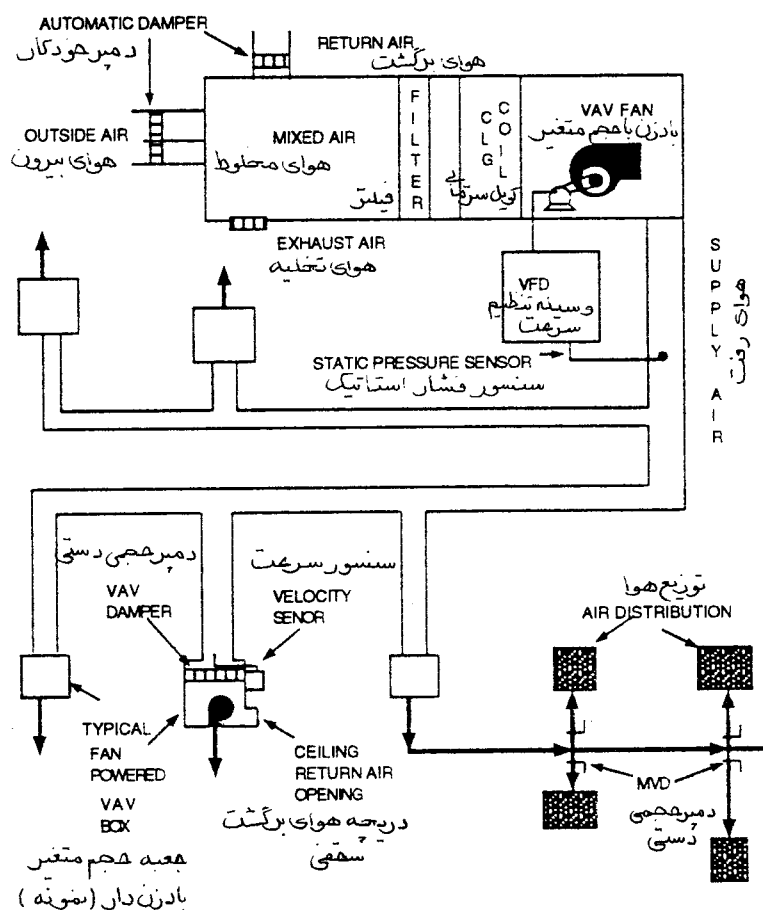 AUTOMATIC DAMPER
دمپر خودکار
RETURN AIR
هوای برگشت
OUTSIDE AIR
هوای بیرون
MIXED AIR
هوای مخلوط
FILTER
فیلتر
CLG COIL
کویل سرمائی
VAV FAN
بادزن با حجم متغیر
EXHAUST AIR
هوای تخلیه
VFD
وسیله تنظیم
سرعت
STATIC PRESSURE SENSOR
سنسور فشار استاتیک
SUPPLY AIR
هوای رفت
دمپر حجمی دستی
VAV
DAMPER
سنسور سرعت
VELOCITY
SENOR
توزیع هوا
AIR DISTRIBUTION
TYPICAL
FAN
POWERED
VAV
BOX
جعبه حجم متغیر
بادزن دار (نمونه)
CEILING
RETURN AIR
OPENING
دریچه هوای برگشت
سقفی
MVD
دمپر حجمی
دستی